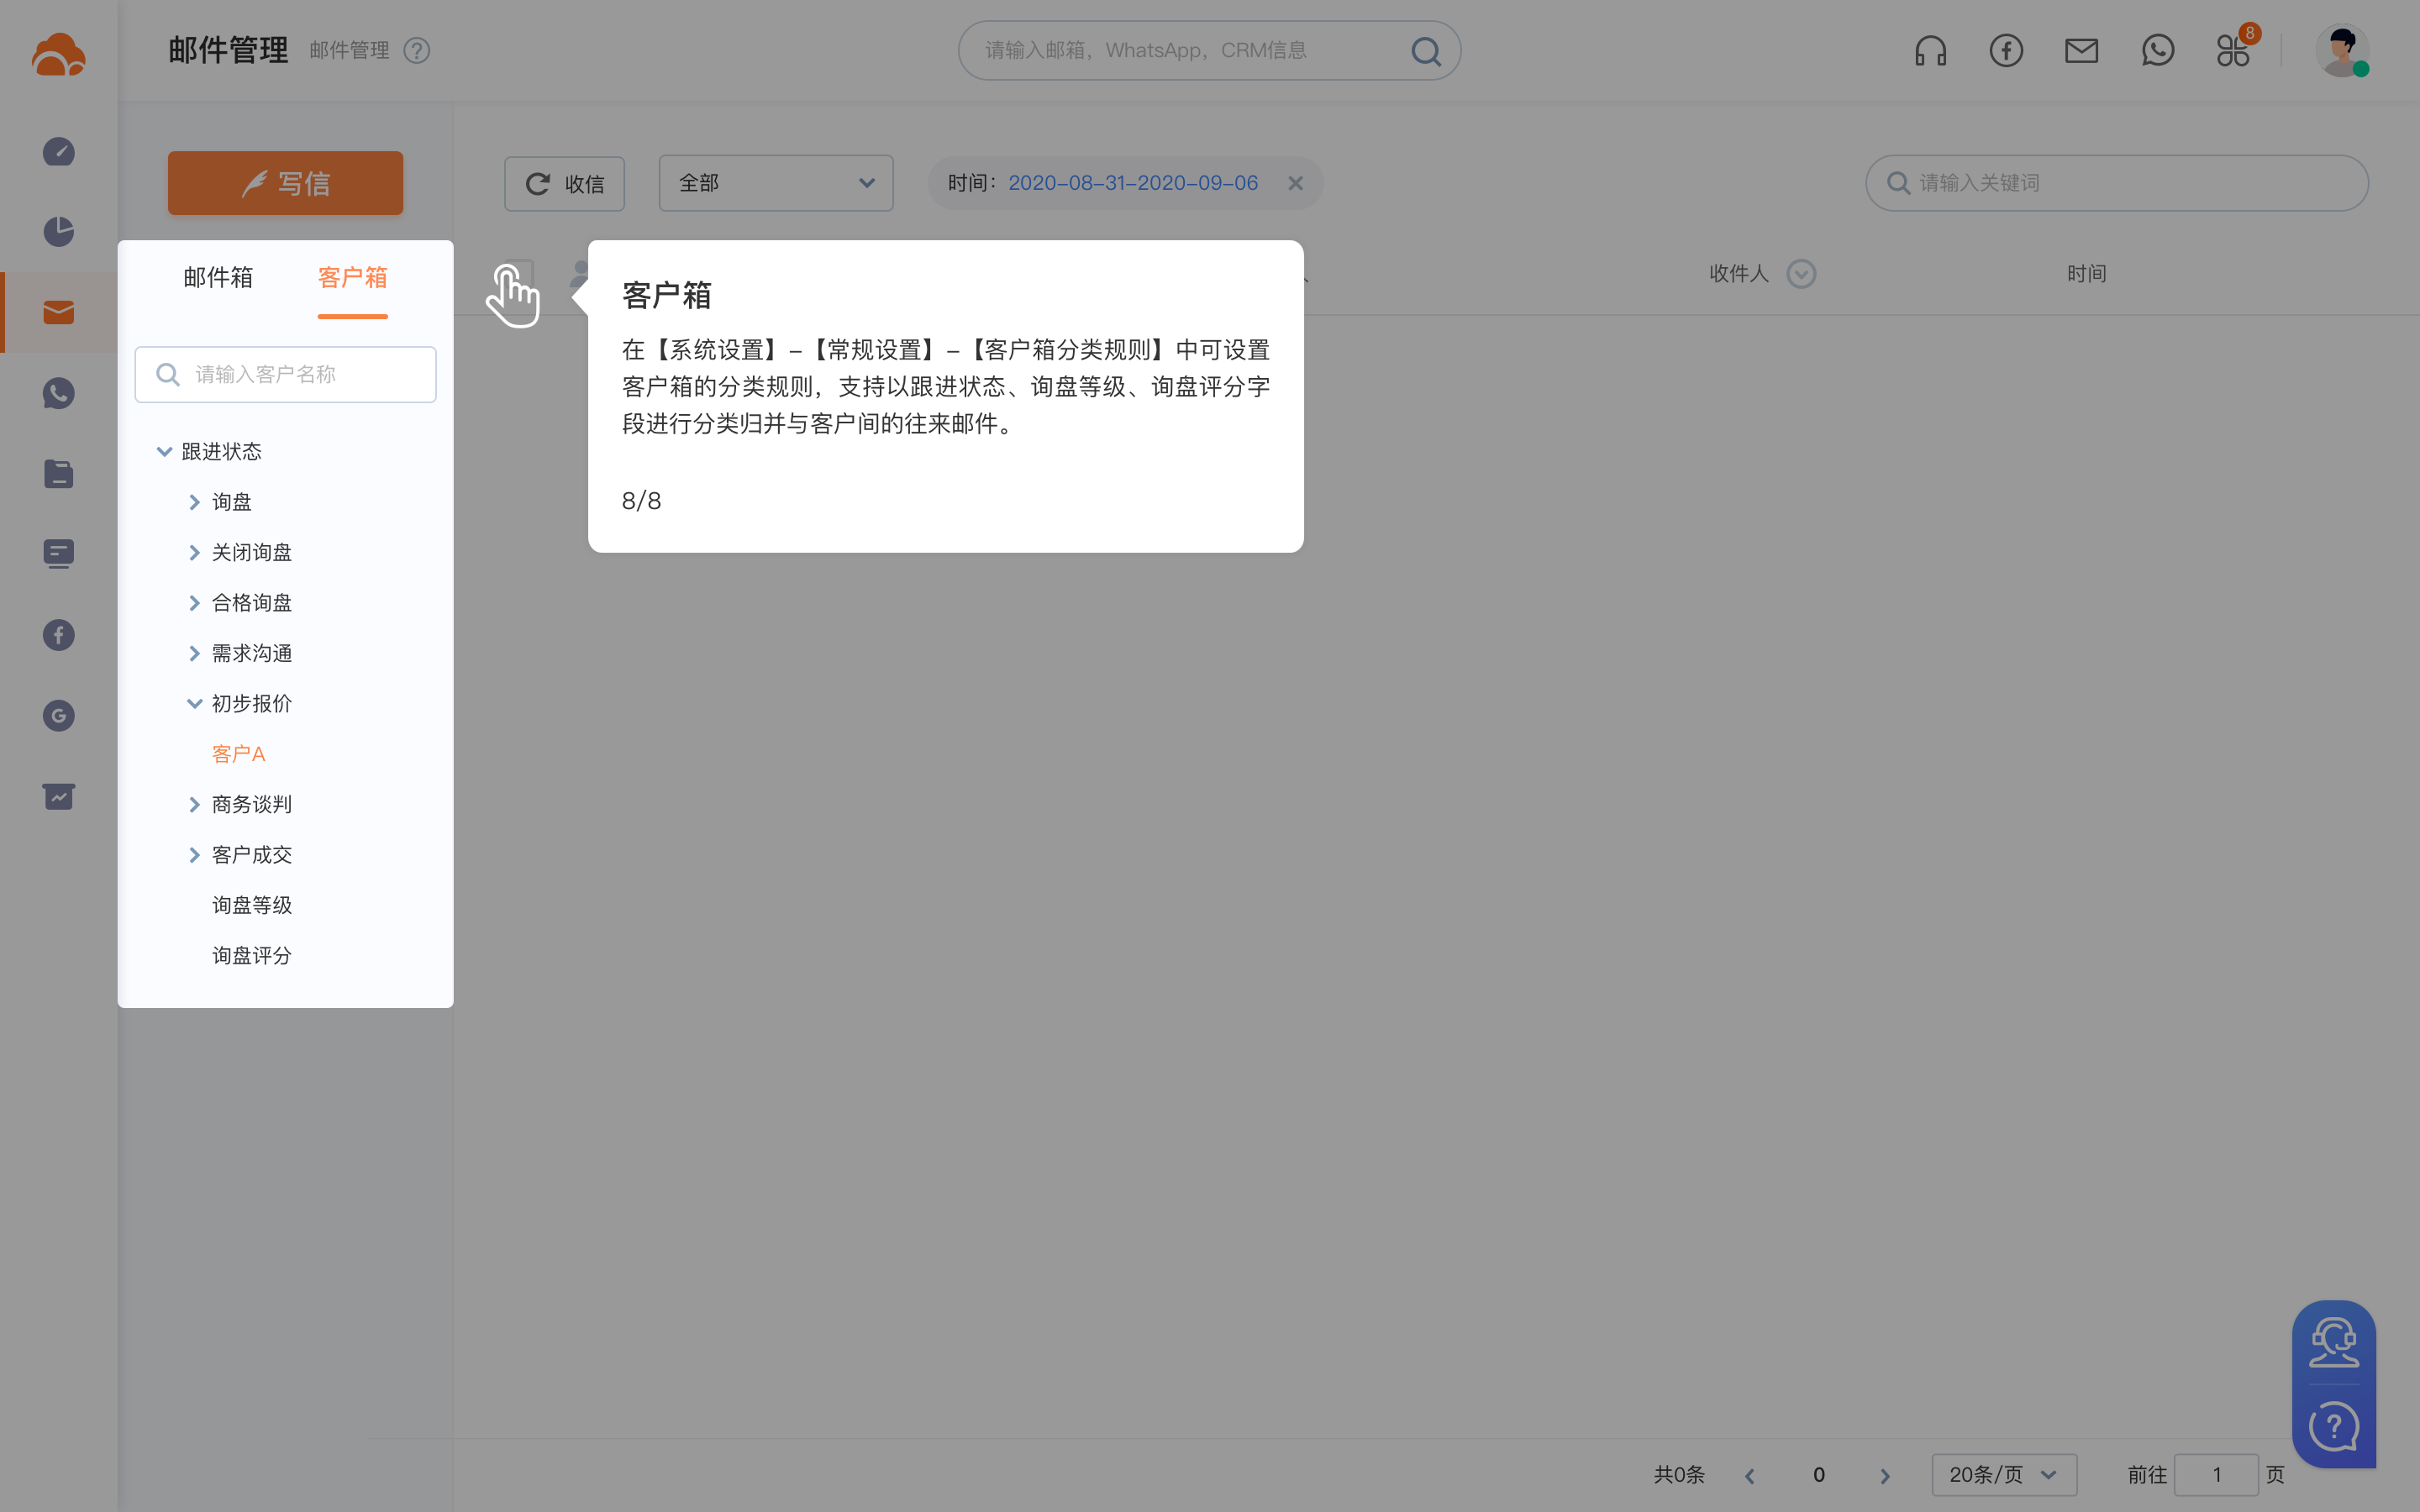 邮件管理 邮件管理 ?
请输入邮箱，WhatsApp，CRM信息
8
写信
收信
全部
时间：2020-08-31-2020-09-06
请输入关键词
邮件箱 客户箱
收件人
时间
请输入客户名称
客户箱
在【系统设置】-【常规设置】-【客户箱分类规则】中可设置
客户箱的分类规则，支持以跟进状态、询盘等级、询盘评分字
段进行分类归并与客户间的往来邮件。
8/8
跟进状态
询盘
关闭询盘
合格询盘
需求沟通
初步报价
客户A
商务谈判
客户成交
询盘等级
询盘评分
共0条 0 20条/页 前往 1 页